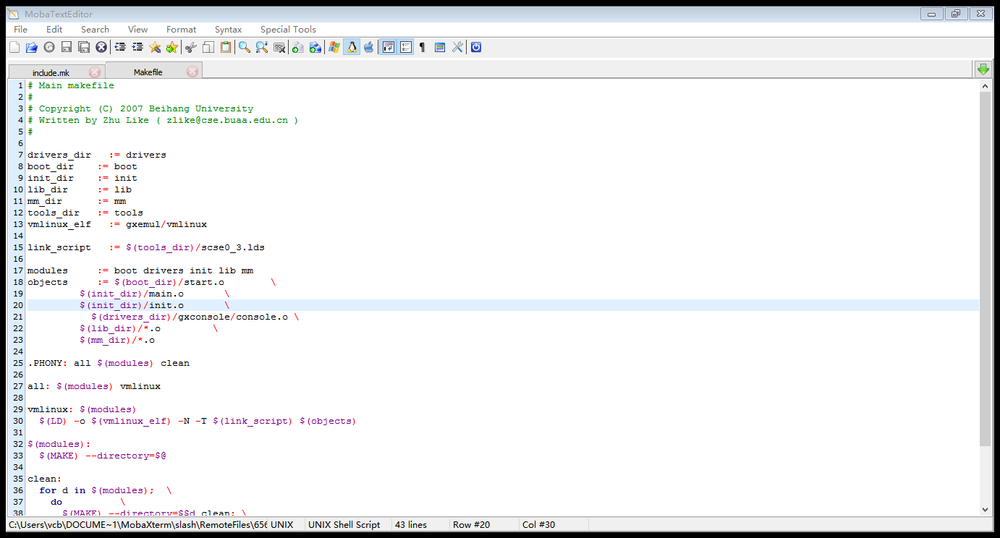 MobaTextEditor
File Edit Search View Format Syntax Special Tools
include.mk Makefile
1 # Main makefile
2 #
3 # Copyright (C) 2007 Beihang University
4 # Written by Zhu Like ( zlike@cse.buaa.edu.cn )
5 #
6
7 drivers_dir   := drivers
8 boot_dir    := boot
9 init_dir    := init
10 lib_dir     := lib
11 mm_dir      := mm
12 tools_dir   := tools
13 vmlinux_elf   := gxemul/vmlinux
14
15 link_script   := $(tools_dir)/scse0_3.lds
16
17 modules     := boot drivers init lib mm
18 objects     := $(boot_dir)/start.o        \
19          $(init_dir)/main.o       \
20          $(init_dir)/init.o       \
21            $(drivers_dir)/gxconsole/console.o \
22          $(lib_dir)/*.o         \
23          $(mm_dir)/*.o
24
25 .PHONY: all $(modules) clean
26
27 all: $(modules) vmlinux
28
29 vmlinux: $(modules)
30   $(LD) -o $(vmlinux_elf) -N -T $(link_script) $(objects)
31
32 $(modules):
33   $(MAKE) --directory=$@
34
35 clean:
36   for d in $(modules);  \
37     do          \
38       $(MAKE) --directory=$$d clean; \
C:\Users\vcb\DOCUME~1\MobaXterm\slash\RemoteFiles\656 UNIX UNIX Shell Script 43 lines Row #20 Col #30